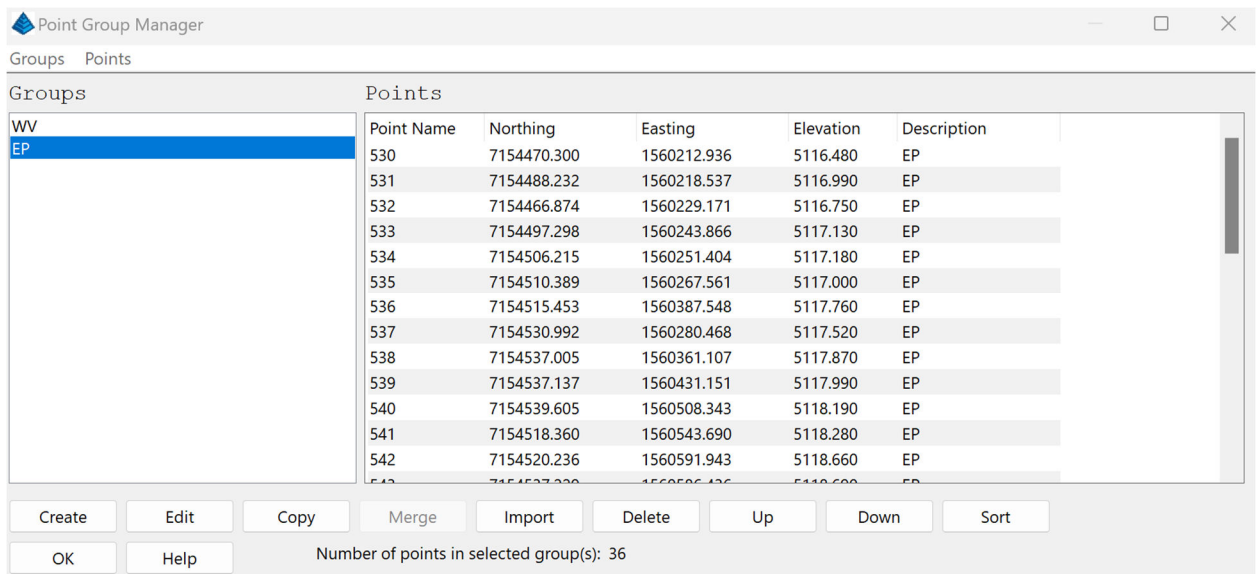 Point Group Manager
Groups Points
Groups
WV
EP
Points
Point Name Northing Easting Elevation Description
530 7154470.300 1560212.936 5116.480 EP
531 7154488.232 1560218.537 5116.990 EP
532 7154466.874 1560229.171 5116.750 EP
533 7154497.298 1560243.866 5117.130 EP
534 7154506.215 1560251.404 5117.180 EP
535 7154510.389 1560267.561 5117.000 EP
536 7154515.453 1560387.548 5117.760 EP
537 7154530.992 1560280.468 5117.520 EP
538 7154537.005 1560361.107 5117.870 EP
539 7154537.137 1560431.151 5117.990 EP
540 7154539.605 1560508.343 5118.190 EP
541 7154518.360 1560543.690 5118.280 EP
542 7154520.236 1560591.943 5118.660 EP
Create Edit Copy Merge Import Delete Up Down Sort
OK Help Number of points in selected group(s): 36